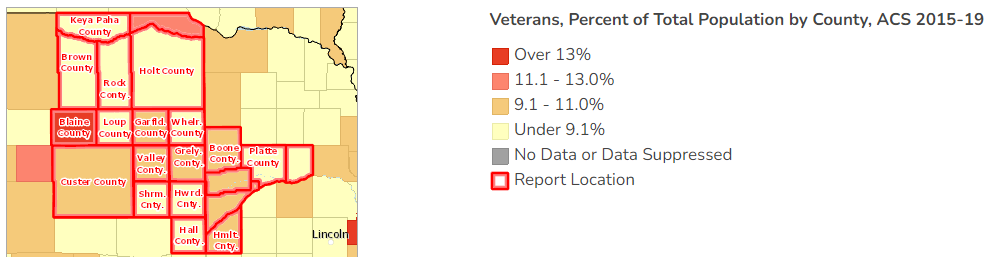 Veterans, Percent of Total Population by County, ACS 2015-19
Over 13%
11.1 - 13.0%
9.1 - 11.0%
Under 9.1%
No Data or Data Suppressed
Report Location
Keya Paha
County
Brown
County
Rock
Conty.
Holt County
Blaine
County
Loup
County
Garfld.
County
Whelr.
County
Custer County
Valley
County
Grely.
County
Boone
Conty.
Platte
County
Shrm.
Cnty.
Hwrd.
Cnty.
Hall
Conty.
Hmlt.
Cnty.
Lincoln